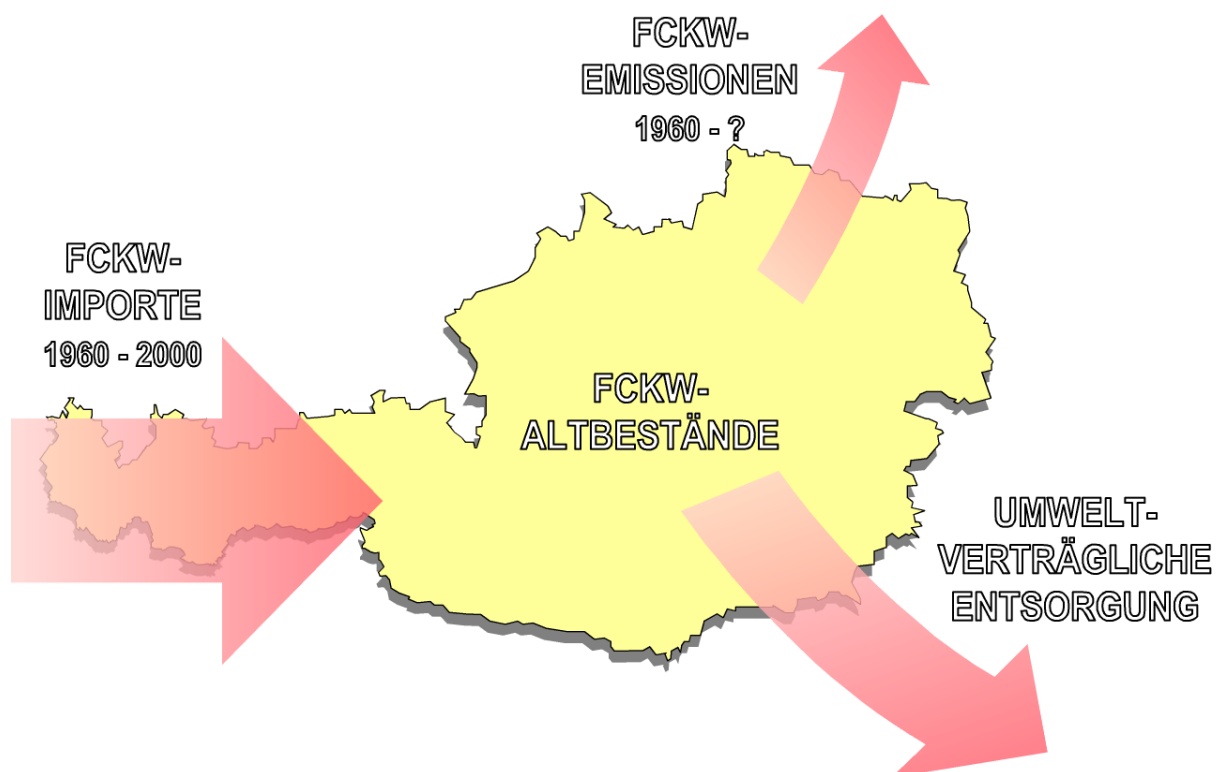 FCKW-
EMISSIONEN
1960 - ?
FCKW-
IMPORTE
1960 - 2000
FCKW-
ALTBESTÄNDE
UMWELT-
VERTRÄGLICHE
ENTSORGUNG